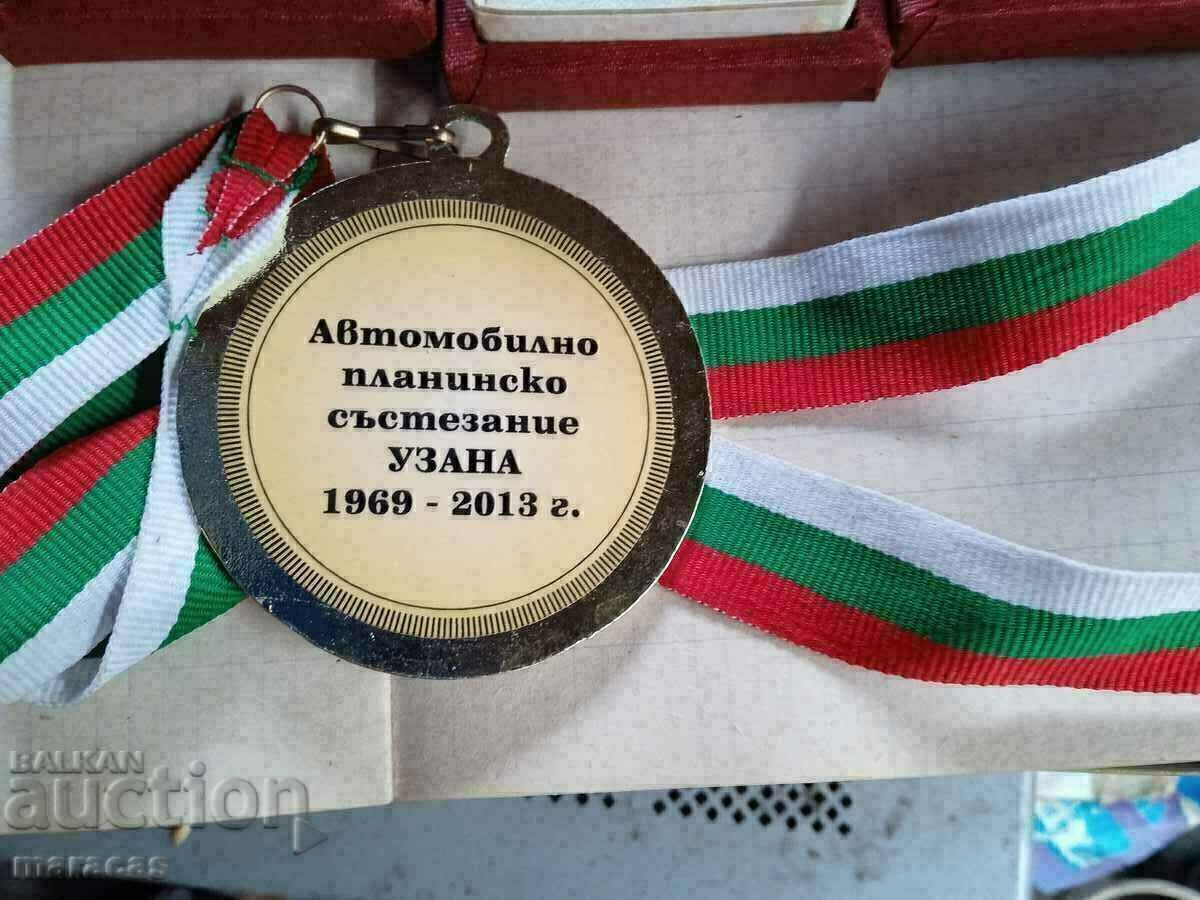 Автомобилно
планинско
състезание
УЗАНА
1969 - 2013 г.
BALKAN
auction
maracas